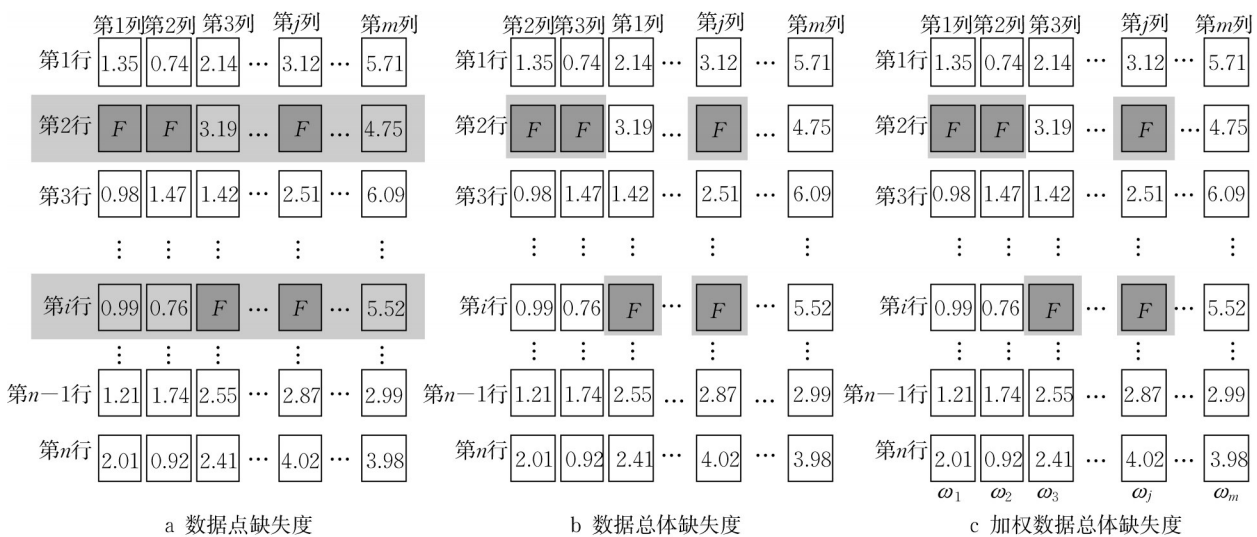 第1列 第2列 第3列 第j列 第m列
第1行 1.35 0.74 2.14 … 3.12 … 5.71
第2行 F F 3.19 … F … 4.75
第3行 0.98 1.47 1.42 … 2.51 … 6.09
⋮ ⋮ ⋮ ⋮ ⋮
第i行 0.99 0.76 F … F … 5.52
⋮ ⋮ ⋮ ⋮ ⋮
第n−1行 1.21 1.74 2.55 … 2.87 … 2.99
第n行 2.01 0.92 2.41 … 4.02 … 3.98
a 数据点缺失度
第2列 第3列 第1列 第j列 第m列
第1行 1.35 0.74 2.14 … 3.12 … 5.71
第2行 F F 3.19 … F … 4.75
第3行 0.98 1.47 1.42 … 2.51 … 6.09
⋮ ⋮ ⋮ ⋮ ⋮
第i行 0.99 0.76 F … F … 5.52
⋮ ⋮ ⋮ ⋮ ⋮
第n−1行 1.21 1.74 2.55 … 2.87 … 2.99
第n行 2.01 0.92 2.41 … 4.02 … 3.98
b 数据总体缺失度
第1列 第2列 第3列 第j列 第m列
第1行 1.35 0.74 2.14 … 3.12 … 5.71
第2行 F F 3.19 … F … 4.75
第3行 0.98 1.47 1.42 … 2.51 … 6.09
⋮ ⋮ ⋮ ⋮ ⋮
第i行 0.99 0.76 F … F … 5.52
⋮ ⋮ ⋮ ⋮ ⋮
第n−1行 1.21 1.74 2.55 … 2.87 … 2.99
第n行 2.01 0.92 2.41 … 4.02 … 3.98
ω₁ ω₂ ω₃ ωⱼ ωₘ
c 加权数据总体缺失度